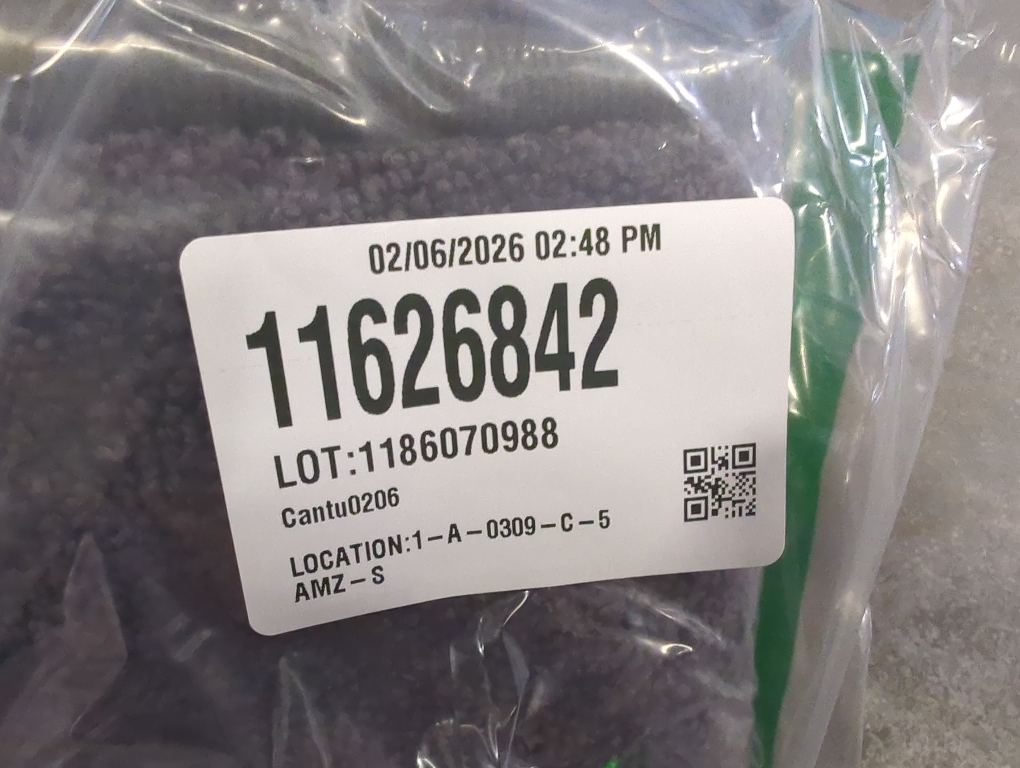 02/06/2026 02:48 PM
11626842
LOT:1186070988
Cantu0206
LOCATION:1-A-0309-C-5
AMZ-S